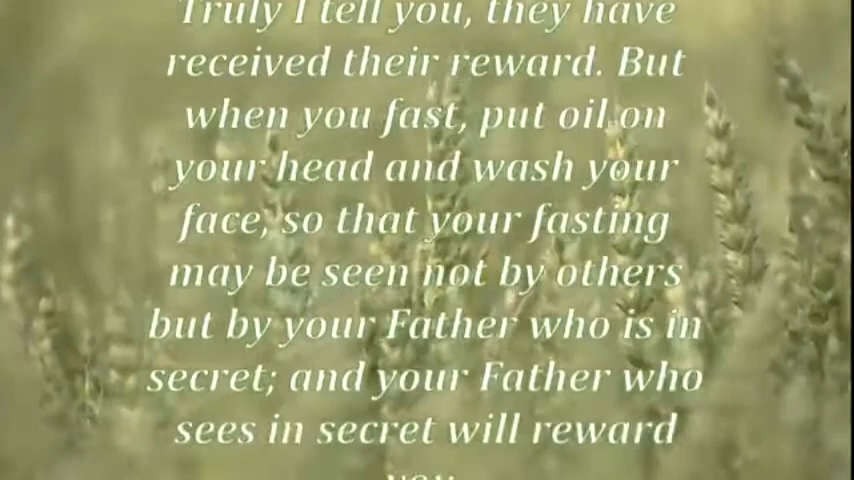 Truly I tell you, they have
received their reward. But
when you fast, put oil on
your head and wash your
face, so that your fasting
may be seen not by others
but by your Father who is in
secret; and your Father who
sees in secret will reward
you